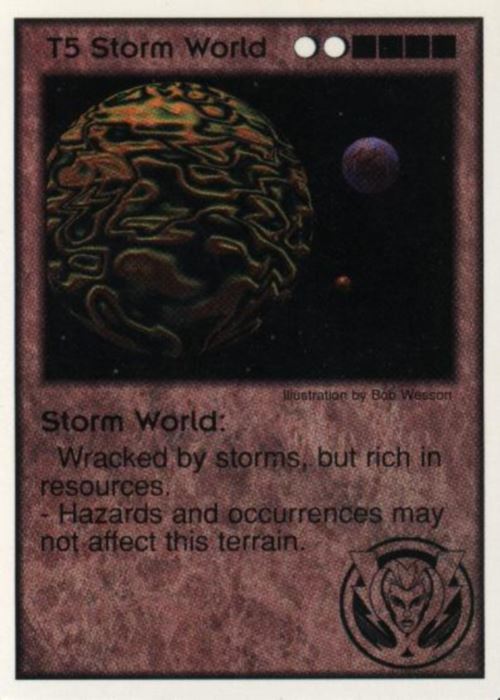 T5 Storm World
Illustration by Bob Wesson
Storm World:
Wracked by storms, but rich in
resources.
- Hazards and occurrences may
not affect this terrain.